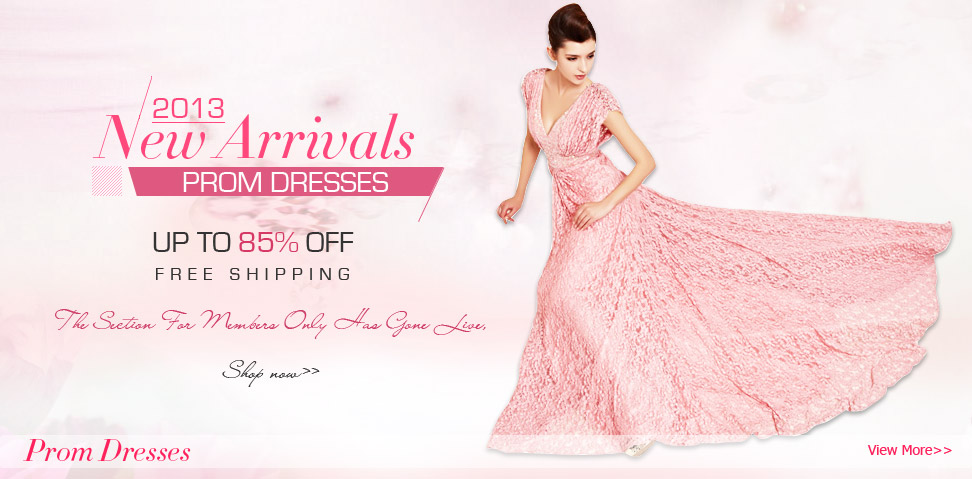 2013
New Arrivals
PROM DRESSES
UP TO 85% OFF
FREE SHIPPING
The Section For Members Only Has Gone Live.
Shop now>>
Prom Dresses
View More>>